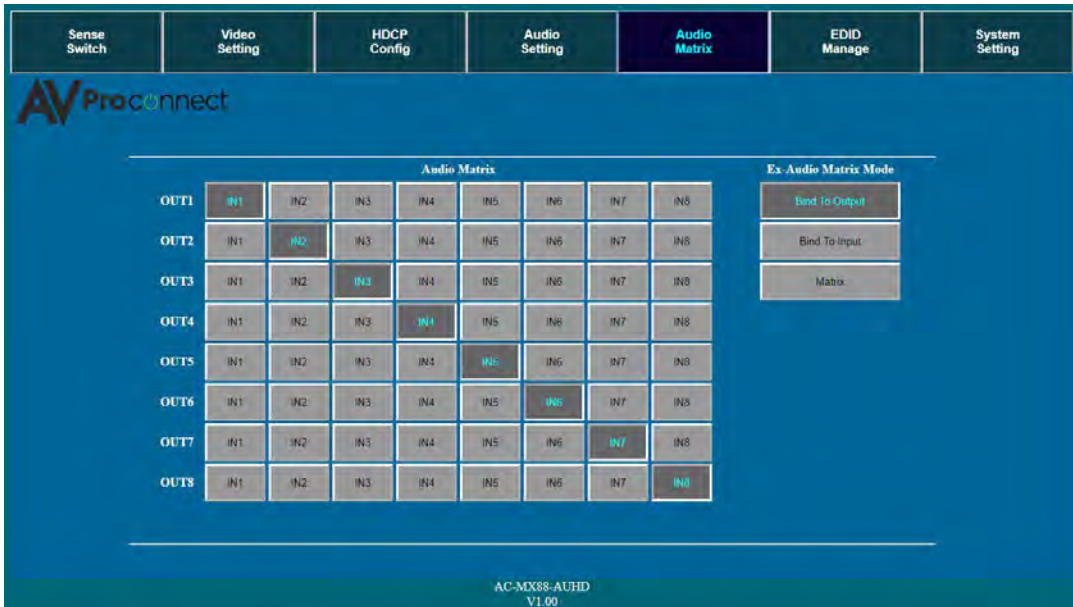 Sense Switch Video Setting HDCP Config Audio Setting Audio Matrix EDID Manage System Setting
AVProconnect
Audio Matrix Ex-Audio Matrix Mode
OUT1 IN1 IN2 IN3 IN4 IN5 IN6 IN7 IN8 Bind To Output
OUT2 IN1 IN2 IN3 IN4 IN5 IN6 IN7 IN8 Bind To Input
OUT3 IN1 IN2 IN3 IN4 IN5 IN6 IN7 IN8 Matrix
OUT4 IN1 IN2 IN3 IN4 IN5 IN6 IN7 IN8
OUT5 IN1 IN2 IN3 IN4 IN5 IN6 IN7 IN8
OUT6 IN1 IN2 IN3 IN4 IN5 IN6 IN7 IN8
OUT7 IN1 IN2 IN3 IN4 IN5 IN6 IN7 IN8
OUT8 IN1 IN2 IN3 IN4 IN5 IN6 IN7 IN8
AC-MX88-AUHD
V1.00